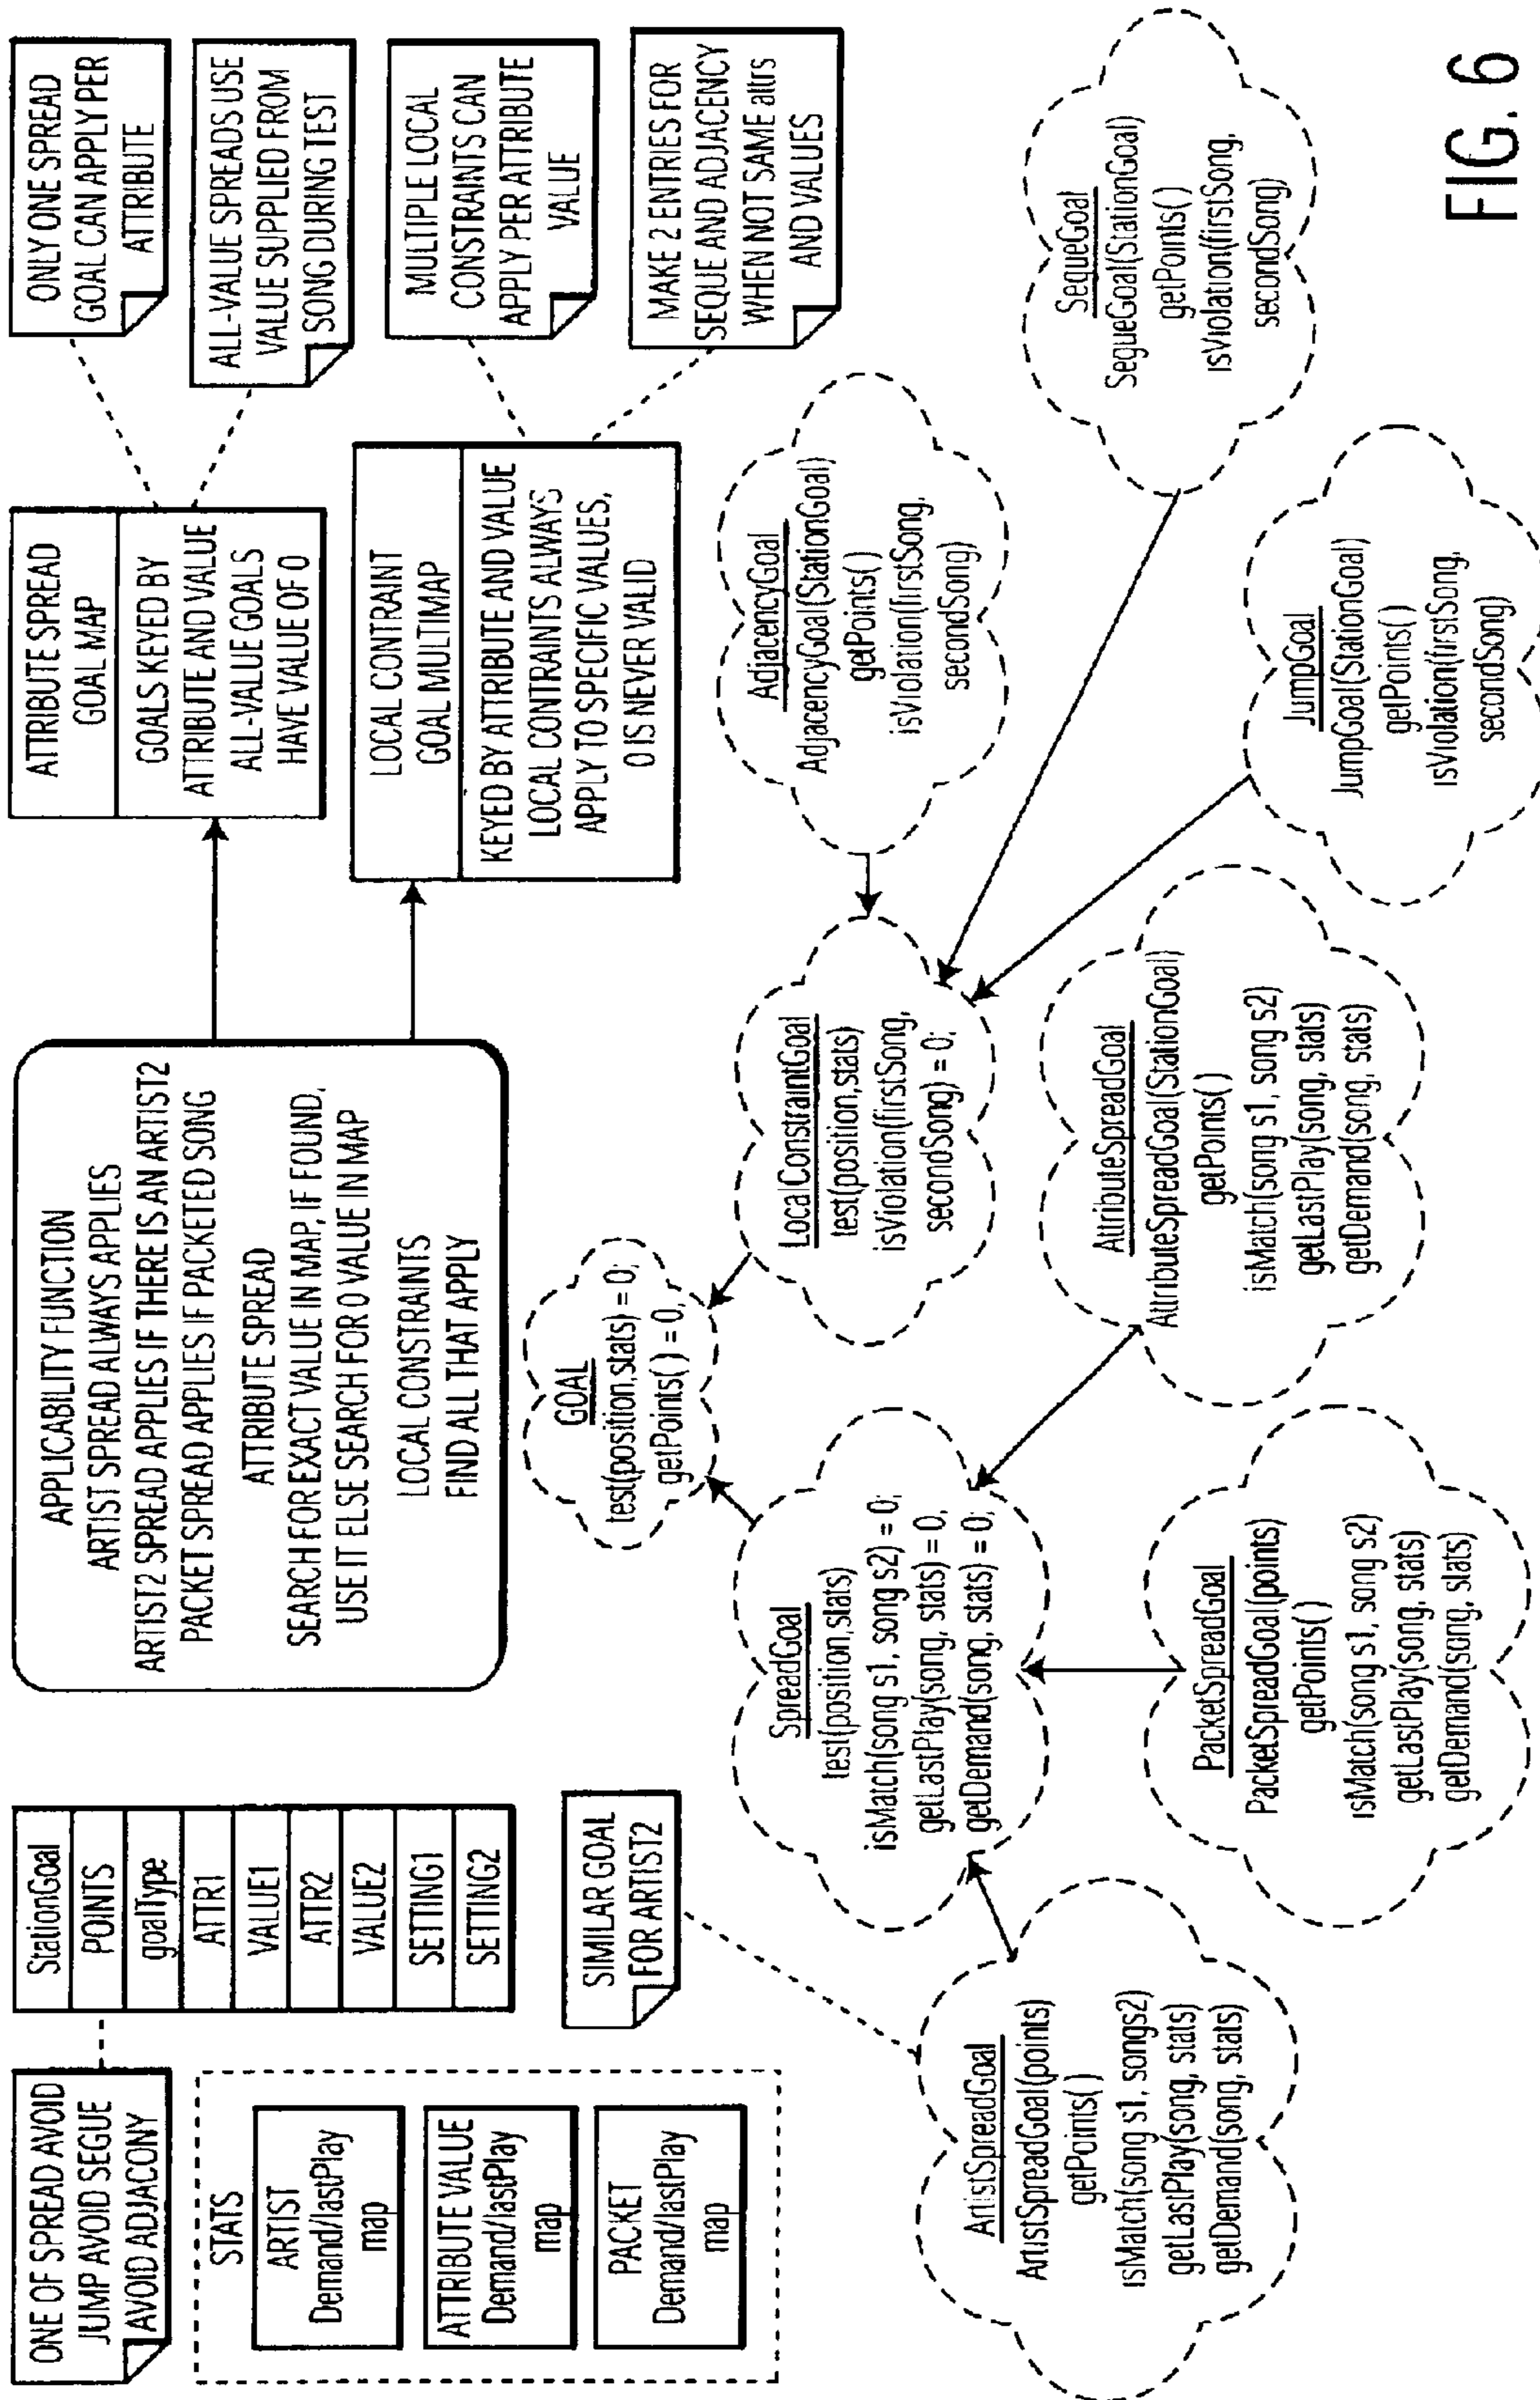 ONE OF SPREAD AVOID
JUMP AVOID SEGUE
AVOID ADJACONY
StationGoal
POINTS
goalType
ATTR1
VALUE1
ATTR2
VALUE2
SETTING1
SETTING2
STATS
ARTIST
Demand/lastPlay
map
ATTRIBUTE VALUE
Demand/lastPlay
map
PACKET
Demand/lastPlay
map
SIMILAR GOAL
FOR ARTIST2
APPLICABILITY FUNCTION
ARTIST SPREAD ALWAYS APPLIES
ARTIST2 SPREAD APPLIES IF THERE IS AN ARTIST2
PACKET SPREAD APPLIES IF PACKETED SONG
ATTRIBUTE SPREAD
SEARCH FOR EXACT VALUE IN MAP, IF FOUND,
USE IT ELSE SEARCH FOR 0 VALUE IN MAP
LOCAL CONSTRAINTS
FIND ALL THAT APPLY
ATTRIBUTE SPREAD
GOAL MAP
GOALS KEYED BY
ATTRIBUTE AND VALUE
ALL-VALUE GOALS
HAVE VALUE OF 0
ONLY ONE SPREAD
GOAL CAN APPLY PER
ATTRIBUTE
ALL-VALUE SPREADS USE
VALUE SUPPLIED FROM
SONG DURING TEST
LOCAL CONTRAINT
GOAL MULTIMAP
KEYED BY ATTRIBUTE AND VALUE
LOCAL CONTRAINTS ALWAYS
APPLY TO SPECIFIC VALUES,
0 IS NEVER VALID
MULTIPLE LOCAL
CONSTRAINTS CAN
APPLY PER ATTRIBUTE
VALUE
MAKE 2 ENTRIES FOR
SEQUE AND ADJACENCY
WHEN NOT SAME attrs
AND VALUES
GOAL
test(position,stats) = 0;
getPoints( ) = 0;
SpreadGoal
test(position,stats)
isMatch(song s1, song s2) = 0;
getLastPlay(song, stats) = 0;
getDemand(song, stats) = 0;
LocalConstraintGoal
test(position,stats)
isViolation(firstSong,
secondSong) = 0;
AdjacencyGoal
AdjacencyGoal(StationGoal)
getPoints()
isViolation(firstSong,
secondSong)
SequeGoal
SequeGoal(StationGoal)
getPoints()
isViolation(firstSong,
secondSong)
ArtistSpreadGoal
ArtistSpreadGoal(points)
getPoints( )
isMatch(song s1, songs2)
getLastPlay(song, stats)
getDemand(song, stats)
PacketSpreadGoal
PacketSpreadGoal(points)
getPoints( )
isMatch(song s1, song s2)
getLastPlay(song, stats)
getDemand(song, stats)
AttributeSpreadGoal
AttributeSpreadGoal(StationGoal)
getPoints( )
isMatch(song s1, song s2)
getLastPlay(song, stats)
getDemand(song, stats)
JumpGoal
JumpGoal(StationGoal)
getPoints( )
isViolation(firstSong,
secondSong)
FIG. 6